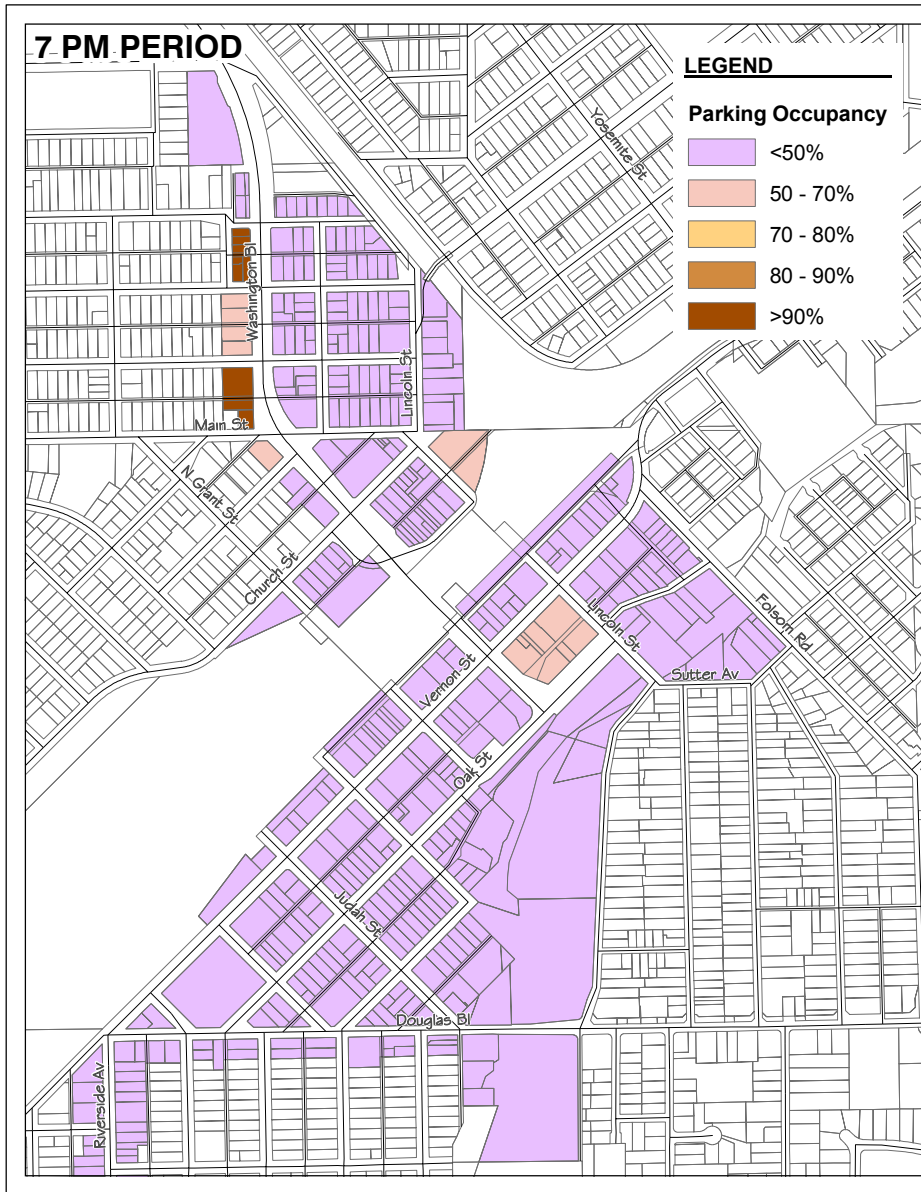 7 PM PERIOD
LEGEND
Parking Occupancy
<50%
50 - 70%
70 - 80%
80 - 90%
>90%
Yosemite St
Washington Bl
Lincoln St
Main St
N Grant St
Church St
Folsom Rd
Lincoln St
Sutter Av
Vernon St
Oak St
Judah St
Douglas Bl
Riverside Av